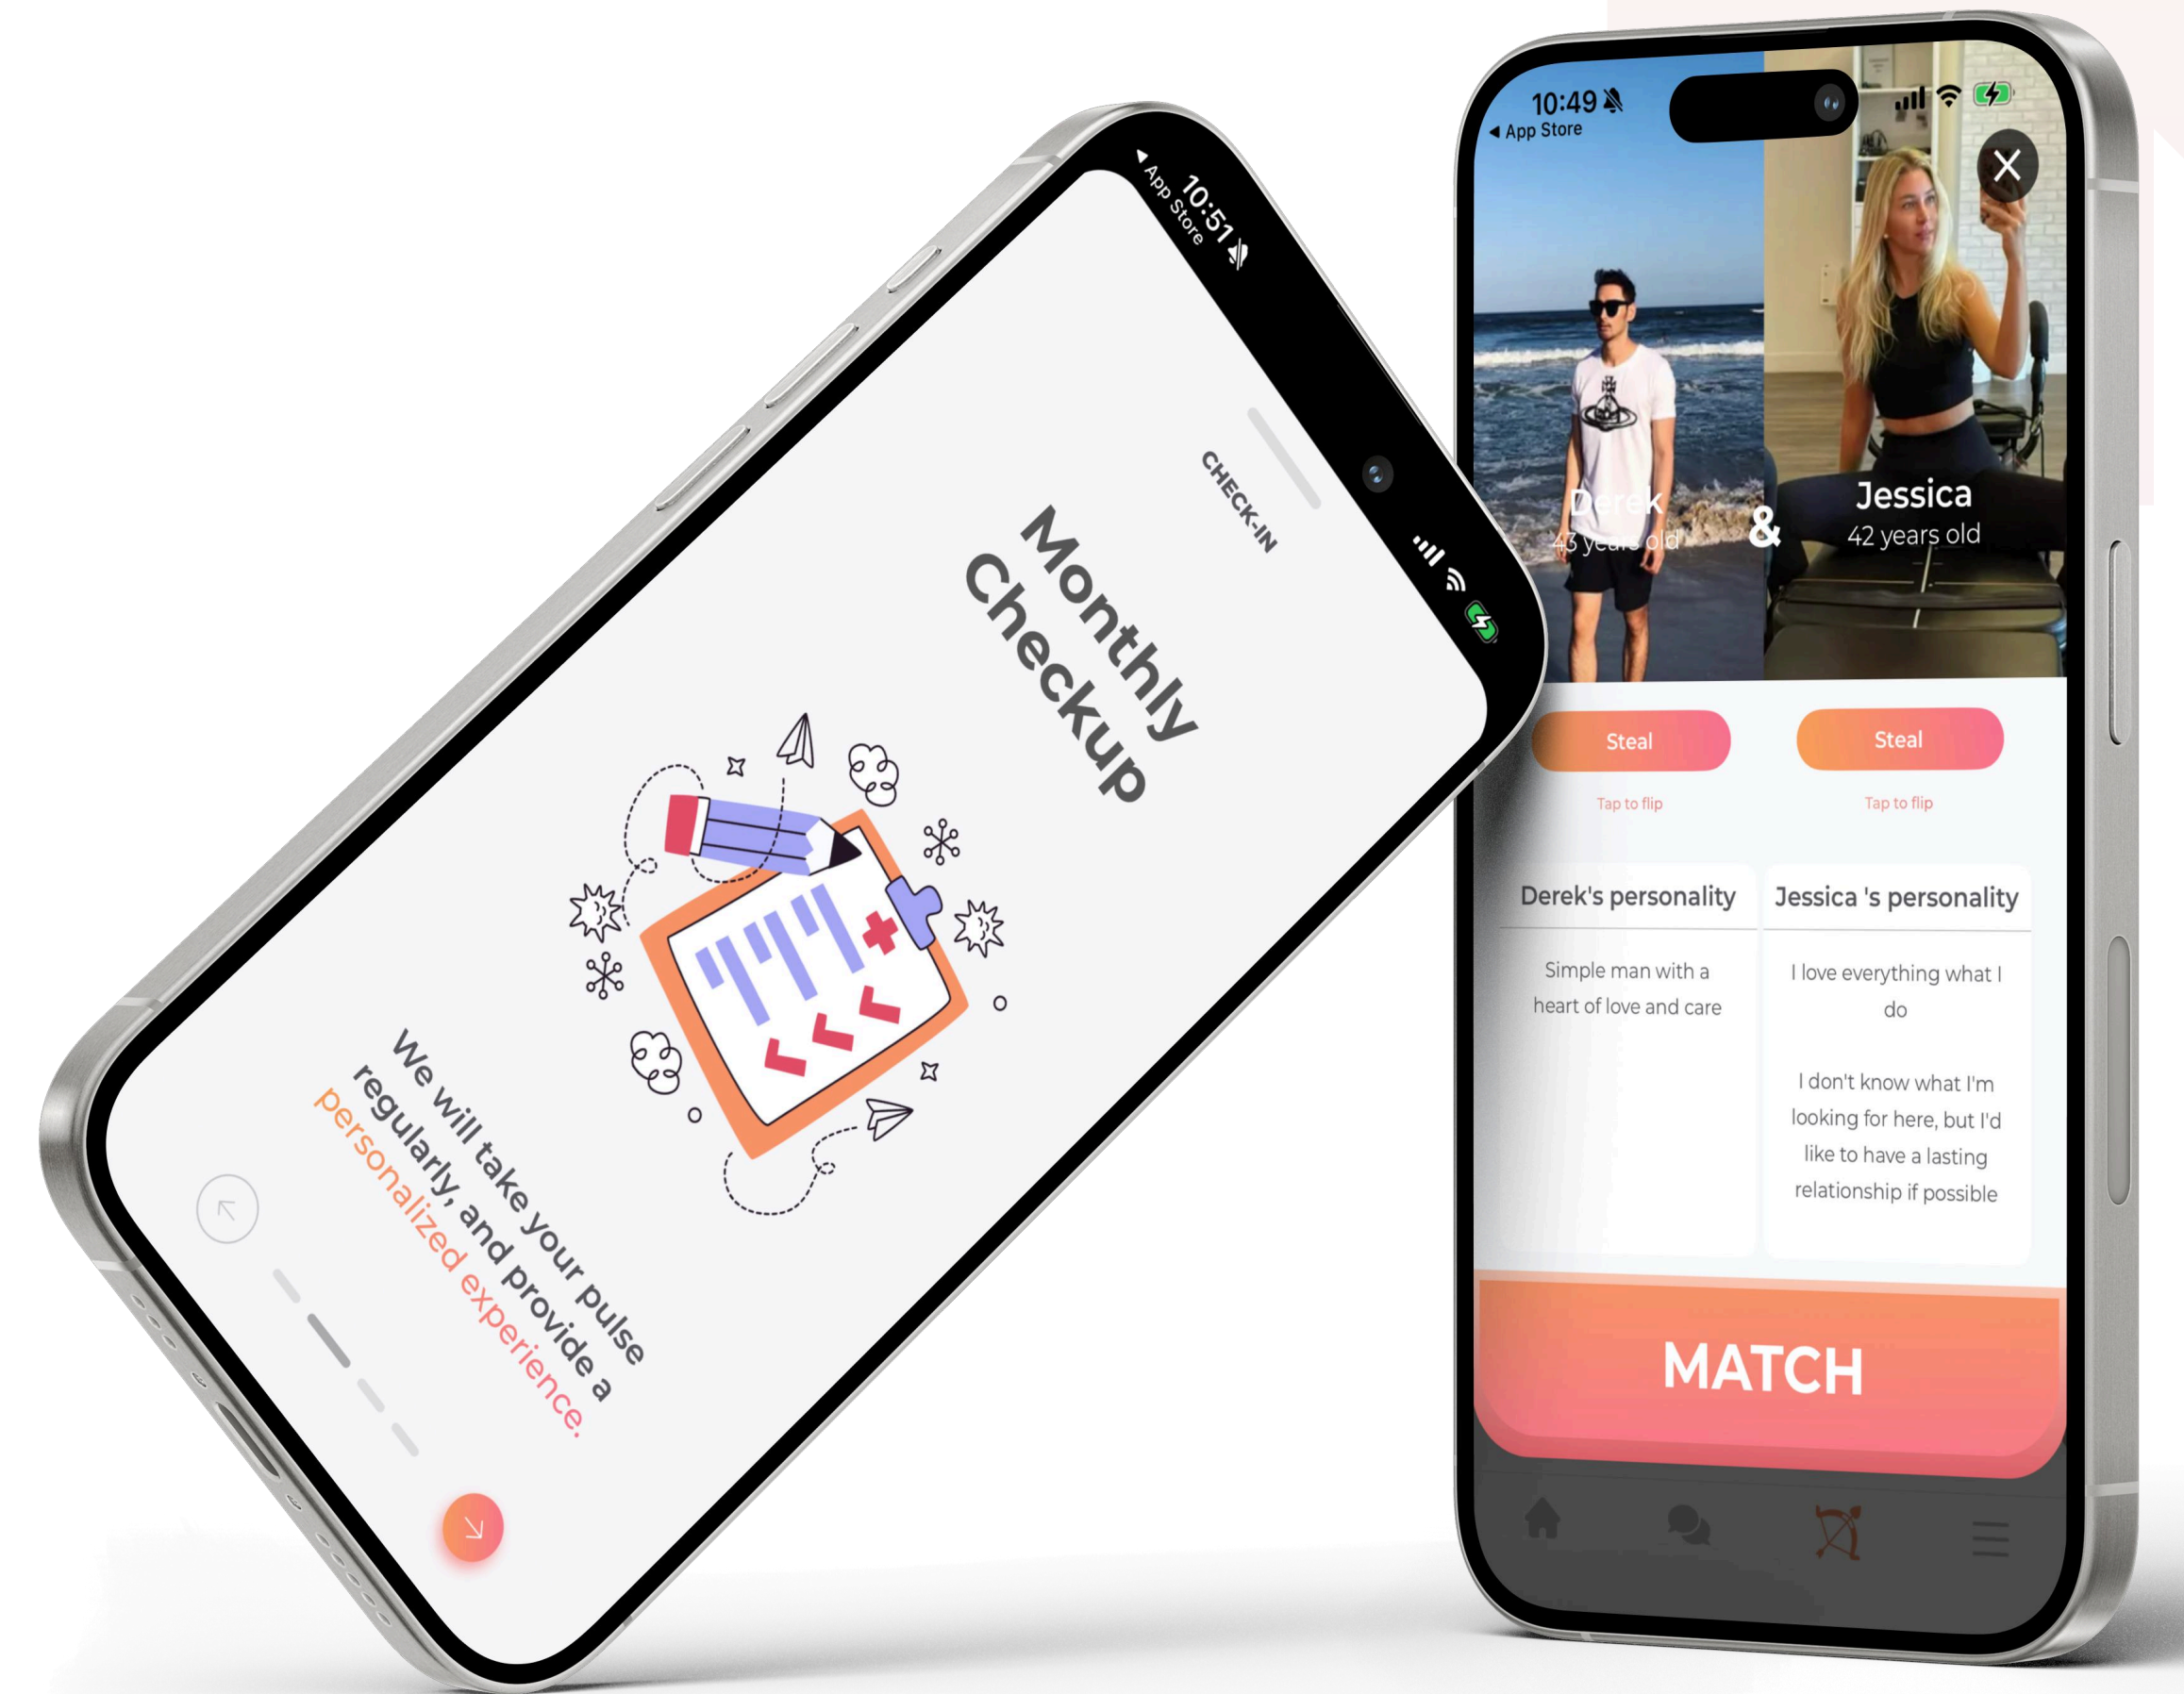 10:51
◀ App Store
CHECK-IN
Monthly
Checkup
We will take your pulse
regularly, and provide a
personalized experience.
10:49
◀ App Store
X
Derek
43 years old
&
Jessica
42 years old
Steal
Steal
Tap to flip
Tap to flip
Derek's personality
Jessica 's personality
Simple man with a
heart of love and care
I love everything what I
do
I don't know what I'm
looking for here, but I'd
like to have a lasting
relationship if possible
MATCH